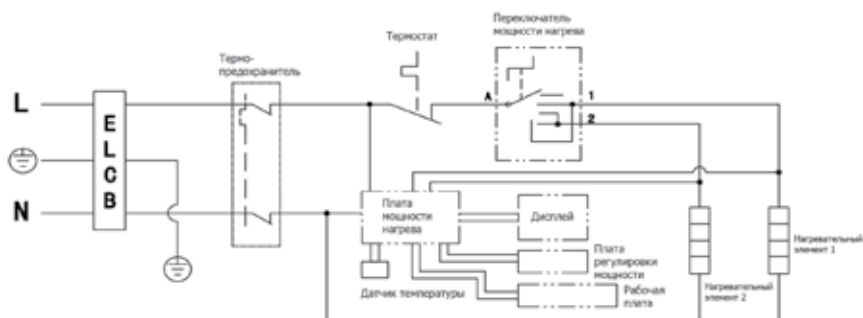 Переключатель
мощности нагрева
Термостат
Термо-
предохранитель
L
A
1
2
ELCB
N
Плата
мощности
нагрева
Дисплей
Плата
регулировки
мощности
Датчик температуры
Рабочая
плата
Нагревательный
элемент 1
Нагревательный
элемент 2